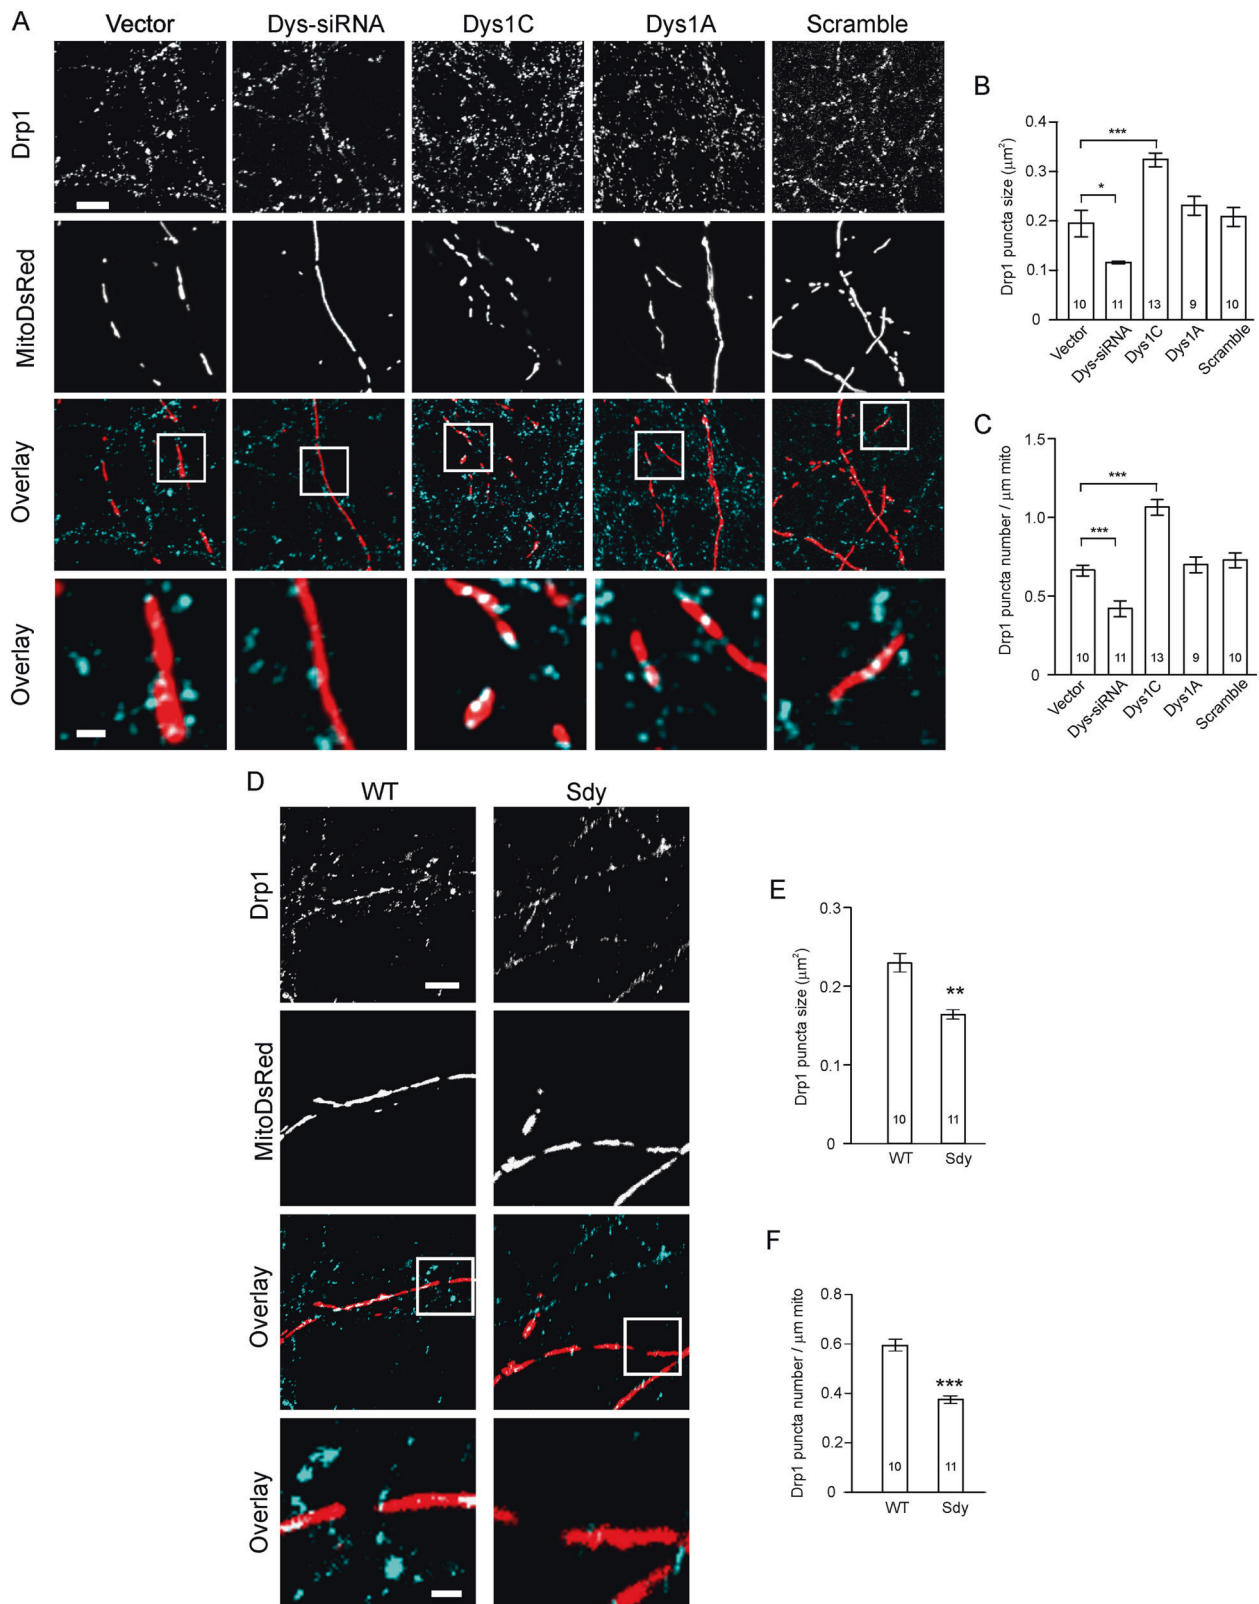 A
Vector Dys-siRNA Dys1C Dys1A Scramble
Drp1
MitoDsRed
Overlay
Overlay
B
Drp1 puncta size (μm²)
0.4
0.3
0.2
0.1
0
***
*
10 11 13 9 10
Vector Dys-siRNA Dys1C Dys1A Scramble
C
Drp1 puncta number / μm mito
1.5
1.0
0.5
0
***
***
10 11 13 9 10
Vector Dys-siRNA Dys1C Dys1A Scramble
D
WT Sdy
Drp1
MitoDsRed
Overlay
Overlay
E
Drp1 puncta size (μm²)
0.3
0.2
0.1
0
**
10 11
WT Sdy
F
Drp1 puncta number / μm mito
0.8
0.6
0.4
0.2
0
***
10 11
WT Sdy